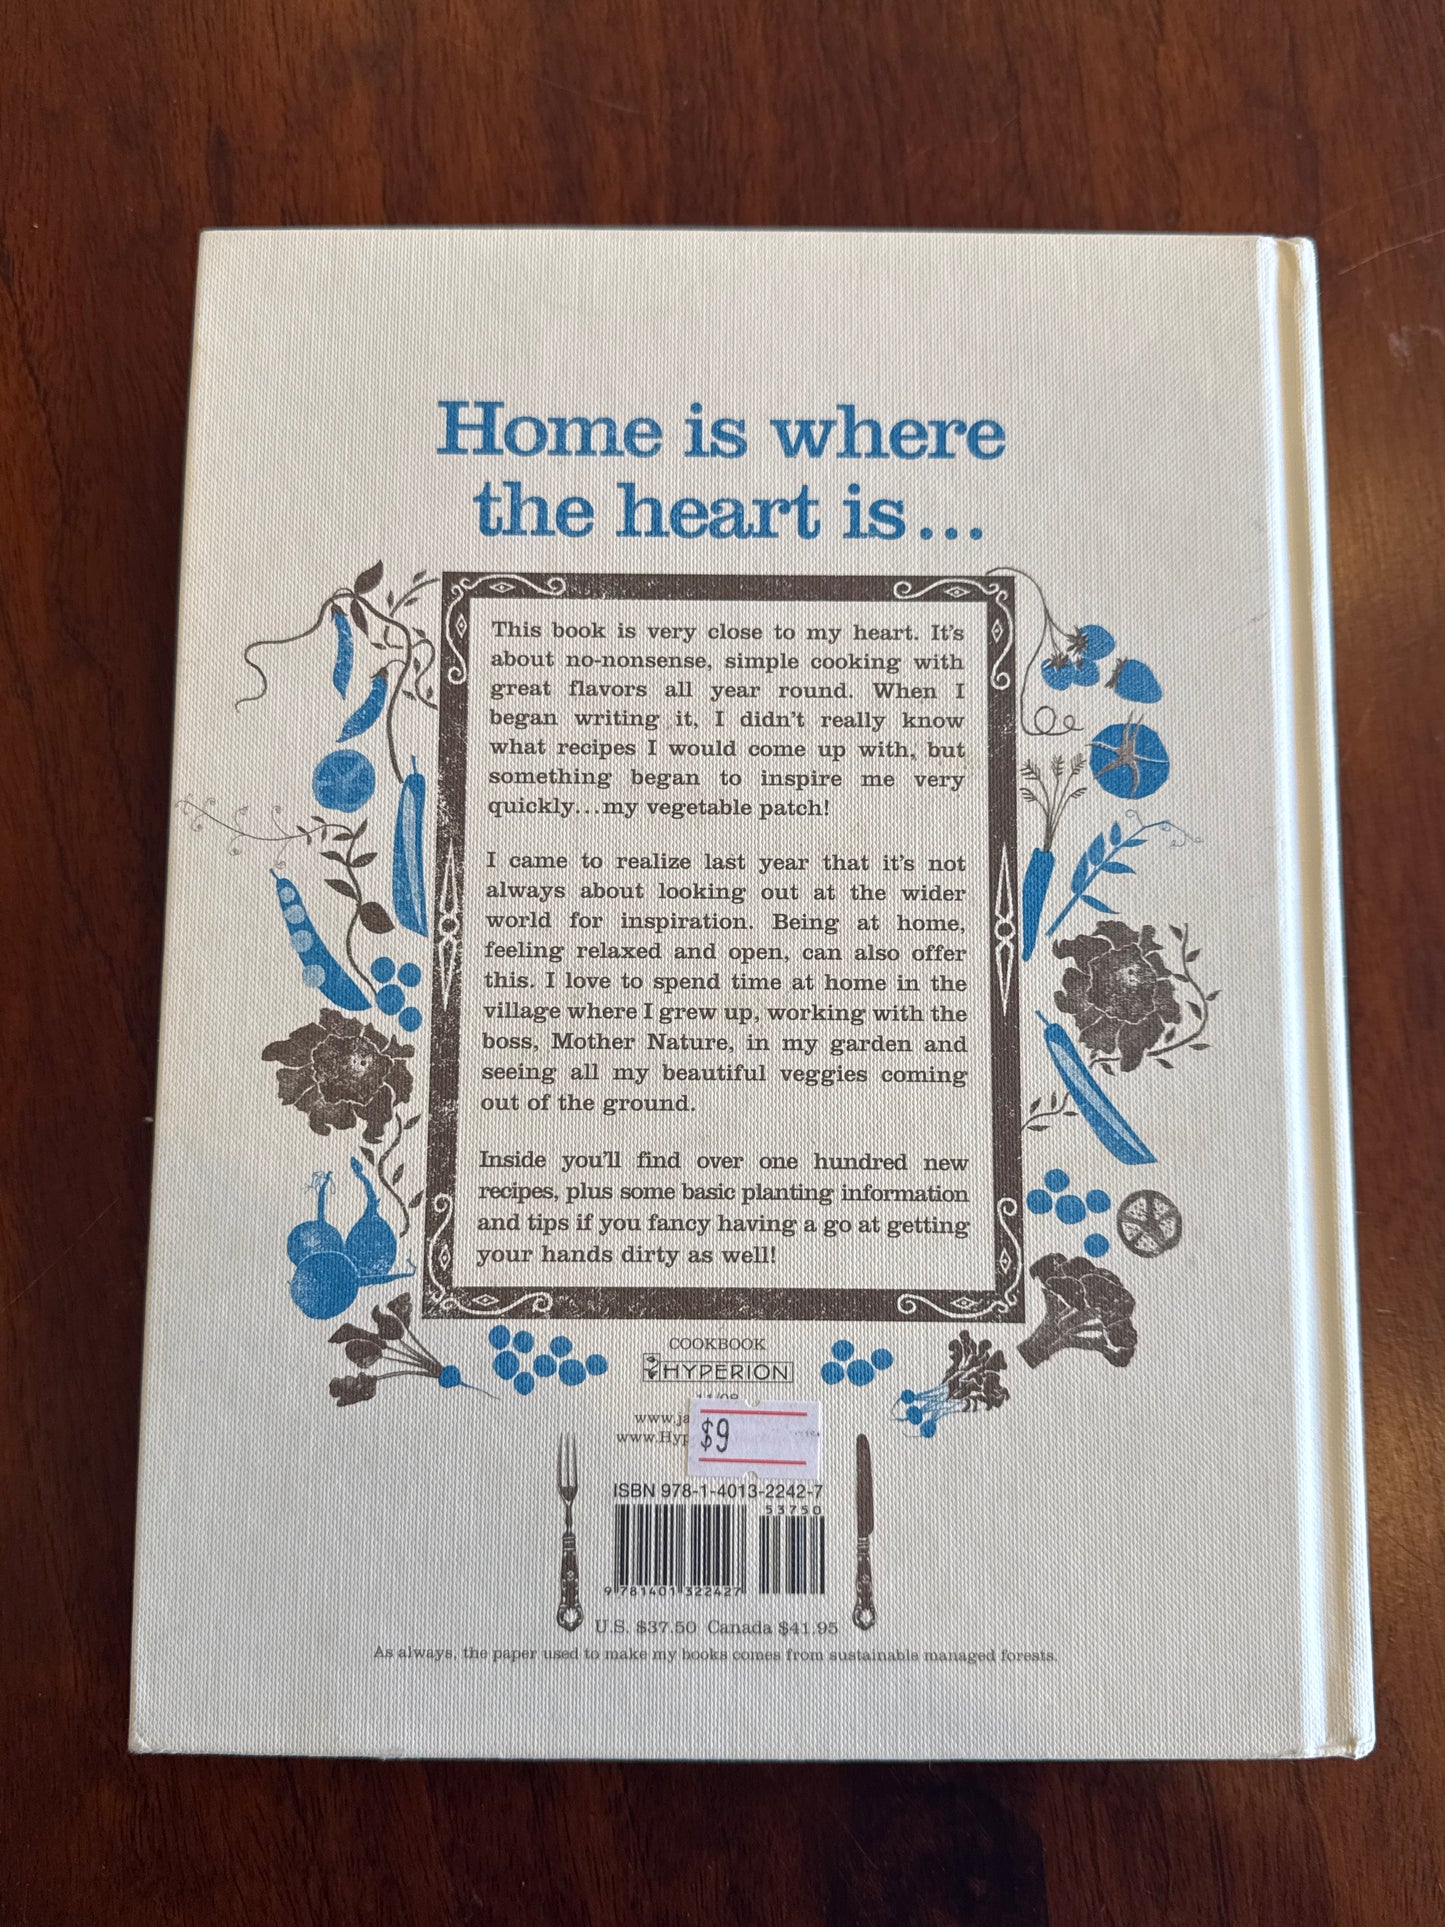 Home is where
the heart is...
This book is very close to my heart. It's
about no-nonsense, simple cooking with
great flavors all year round. When I
began writing it, I didn't really know
what recipes I would come up with, but
something began to inspire me very
quickly...my vegetable patch!
I came to realize last year that it's not
always about looking out at the wider
world for inspiration. Being at home,
feeling relaxed and open, can also offer
this. I love to spend time at home in the
village where I grew up, working with the
boss, Mother Nature, in my garden and
seeing all my beautiful veggies coming
out of the ground.
Inside you'll find over one hundred new
recipes, plus some basic planting information
and tips if you fancy having a go at getting
your hands dirty as well!
COOKBOOK
HYPERION
www.ja
www.Hyp
$9
ISBN 978-1-4013-2242-7
53750
9 781401 322427
U.S. $37.50 Canada $41.95
As always, the paper used to make my books comes from sustainable managed forests.